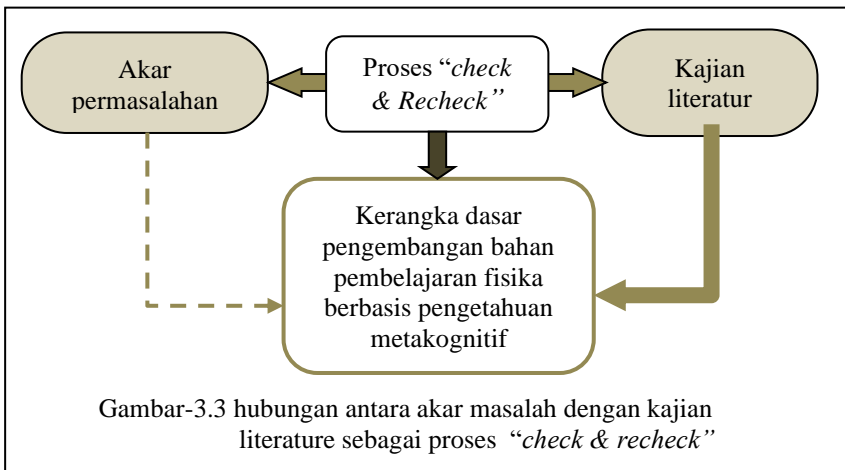 Akar
permasalahan
Proses “check
& Recheck”
Kajian
literatur
Kerangka dasar
pengembangan bahan
pembelajaran fisika
berbasis pengetahuan
metakognitif
Gambar-3.3 hubungan antara akar masalah dengan kajian
literature sebagai proses “check & recheck”